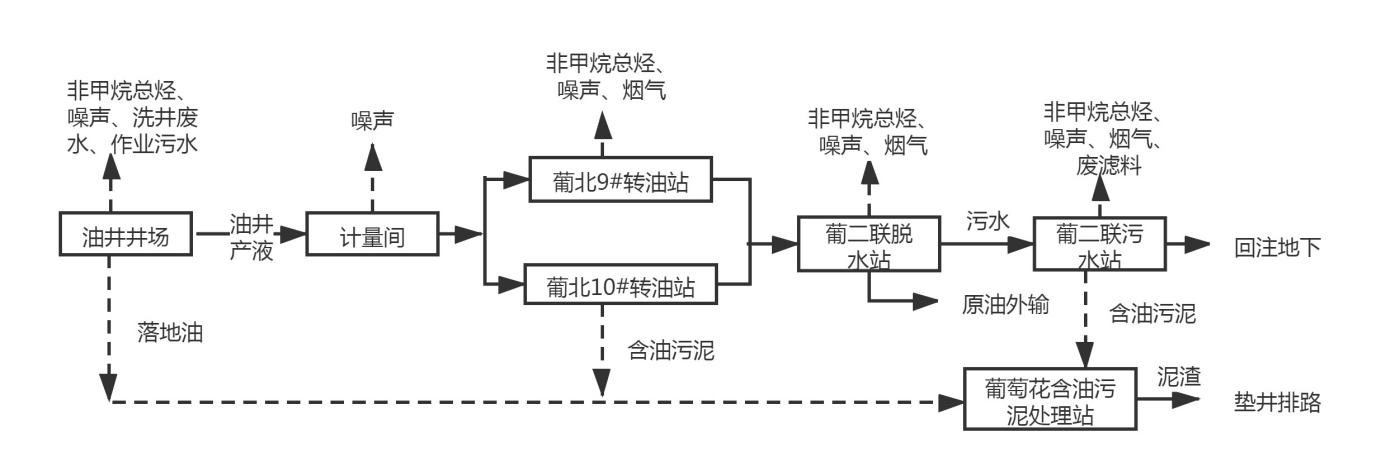 非甲烷总烃、
噪声、洗井废
水、作业污水
噪声
非甲烷总烃、
噪声、烟气
非甲烷总烃、
噪声、烟气
非甲烷总烃、
噪声、烟气、
废滤料
油井井场
油井
产液
计量间
葡北9#转油站
葡北10#转油站
葡二联脱
水站
污水
葡二联污
水站
回注地下
原油外输
落地油
含油污泥
含油污泥
葡萄花含油污
泥处理站
泥渣
垫井排路